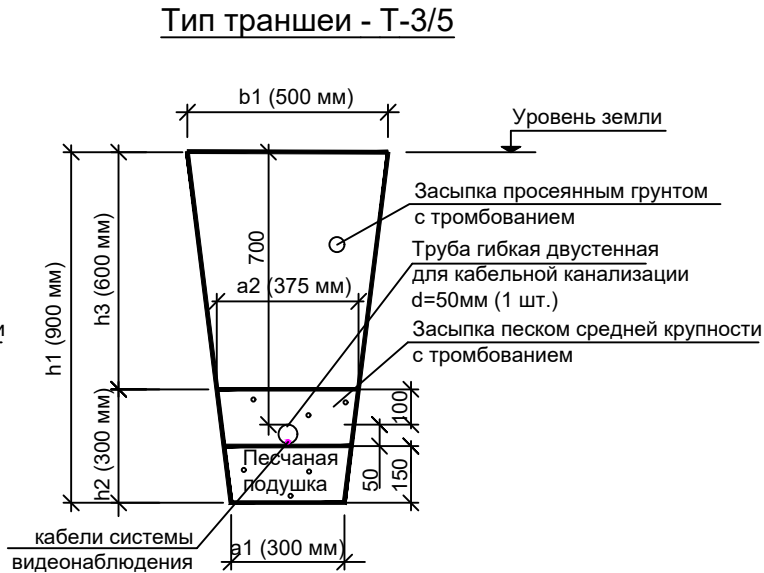 Тип траншеи - Т-3/5
b1 (500 мм)
Уровень земли
Засыпка просеянным грунтом
с тромбованием
700
Труба гибкая двустенная
для кабельной канализации
d=50мм (1 шт.)
h3 (600 мм)
h1 (900 мм)
a2 (375 мм)
и
Засыпка песком средней крупности
с тромбованием
100
h2 (300 мм)
Песчаная
подушка
50
150
кабели системы
видеонаблюдения
a1 (300 мм)